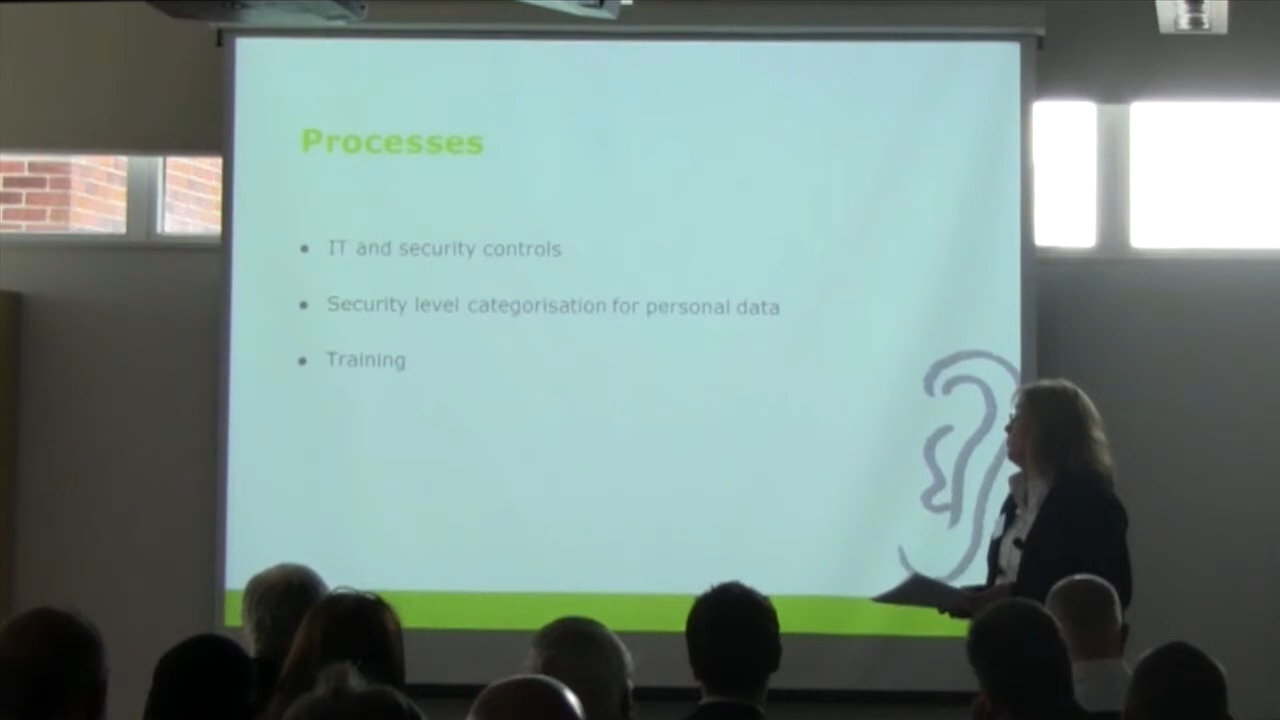 Processes
• IT and security controls
• Security level categorisation for personal data
• Training